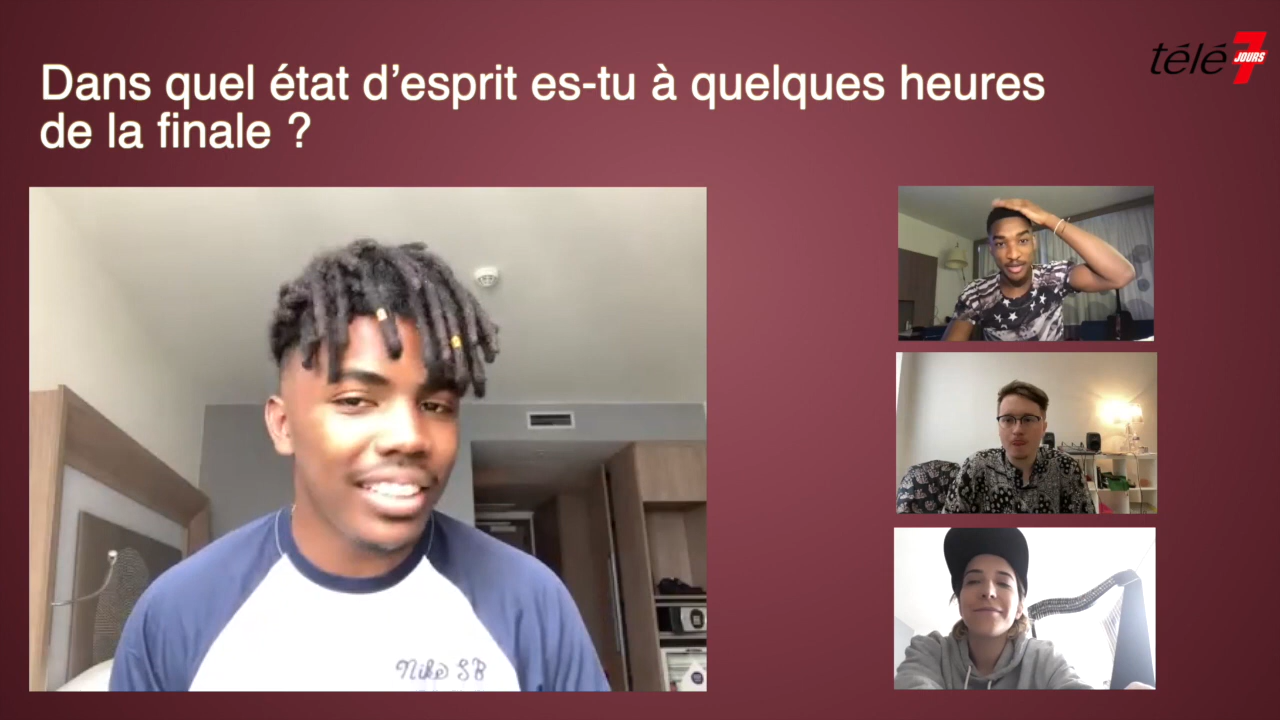 Dans quel état d'esprit es-tu à quelques heures
de la finale ?
télé 7 JOURS
Nike SB